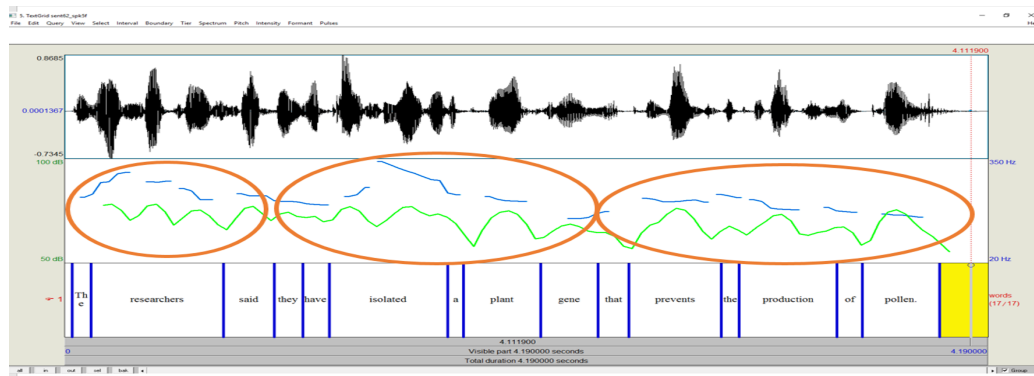 5. TextGrid sent62_spk9f
File Edit Query View Select Interval Boundary Tier Spectrum Pitch Intensity Formant Pulses He
4.111900
0.8685
0.0001367
-0.7345
100 dB 350 Hz
50 dB 20 Hz
1 Th e researchers said they have isolated a plant gene that prevents the production of pollen. words
(17/17)
4.111900
0 Visible part 4.190000 seconds 4.190000
Total duration 4.190000 seconds
all in out sel bak Group